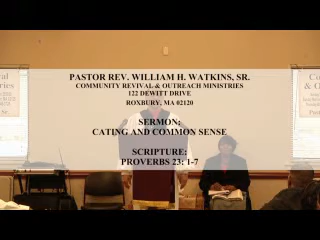 PASTOR REV. WILLIAM H. WATKINS, SR.
COMMUNITY REVIVAL & OUTREACH MINISTRIES
122 DEWITT DRIVE
ROXBURY, MA 02120
SERMON:
CATING AND COMMON SENSE
SCRIPTURE:
PROVERBS 23: 1-7